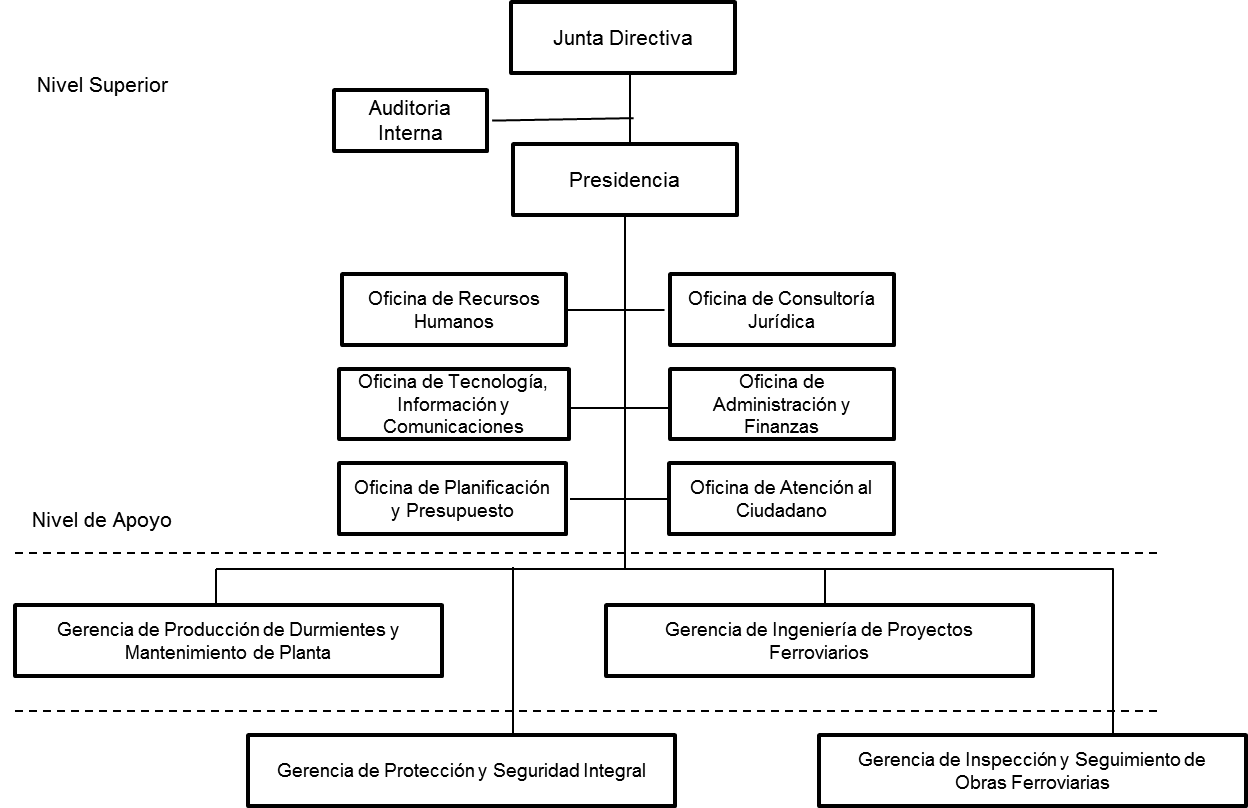 Junta Directiva
Nivel Superior
Auditoria
Interna
Presidencia
Oficina de Recursos
Humanos
Oficina de Consultoría
Jurídica
Oficina de Tecnología,
Información y
Comunicaciones
Oficina de
Administración y
Finanzas
Oficina de Planificación
y Presupuesto
Oficina de Atención al
Ciudadano
Nivel de Apoyo
Gerencia de Producción de Durmientes y
Mantenimiento de Planta
Gerencia de Ingeniería de Proyectos
Ferroviarios
Gerencia de Protección y Seguridad Integral
Gerencia de Inspección y Seguimiento de
Obras Ferroviarias